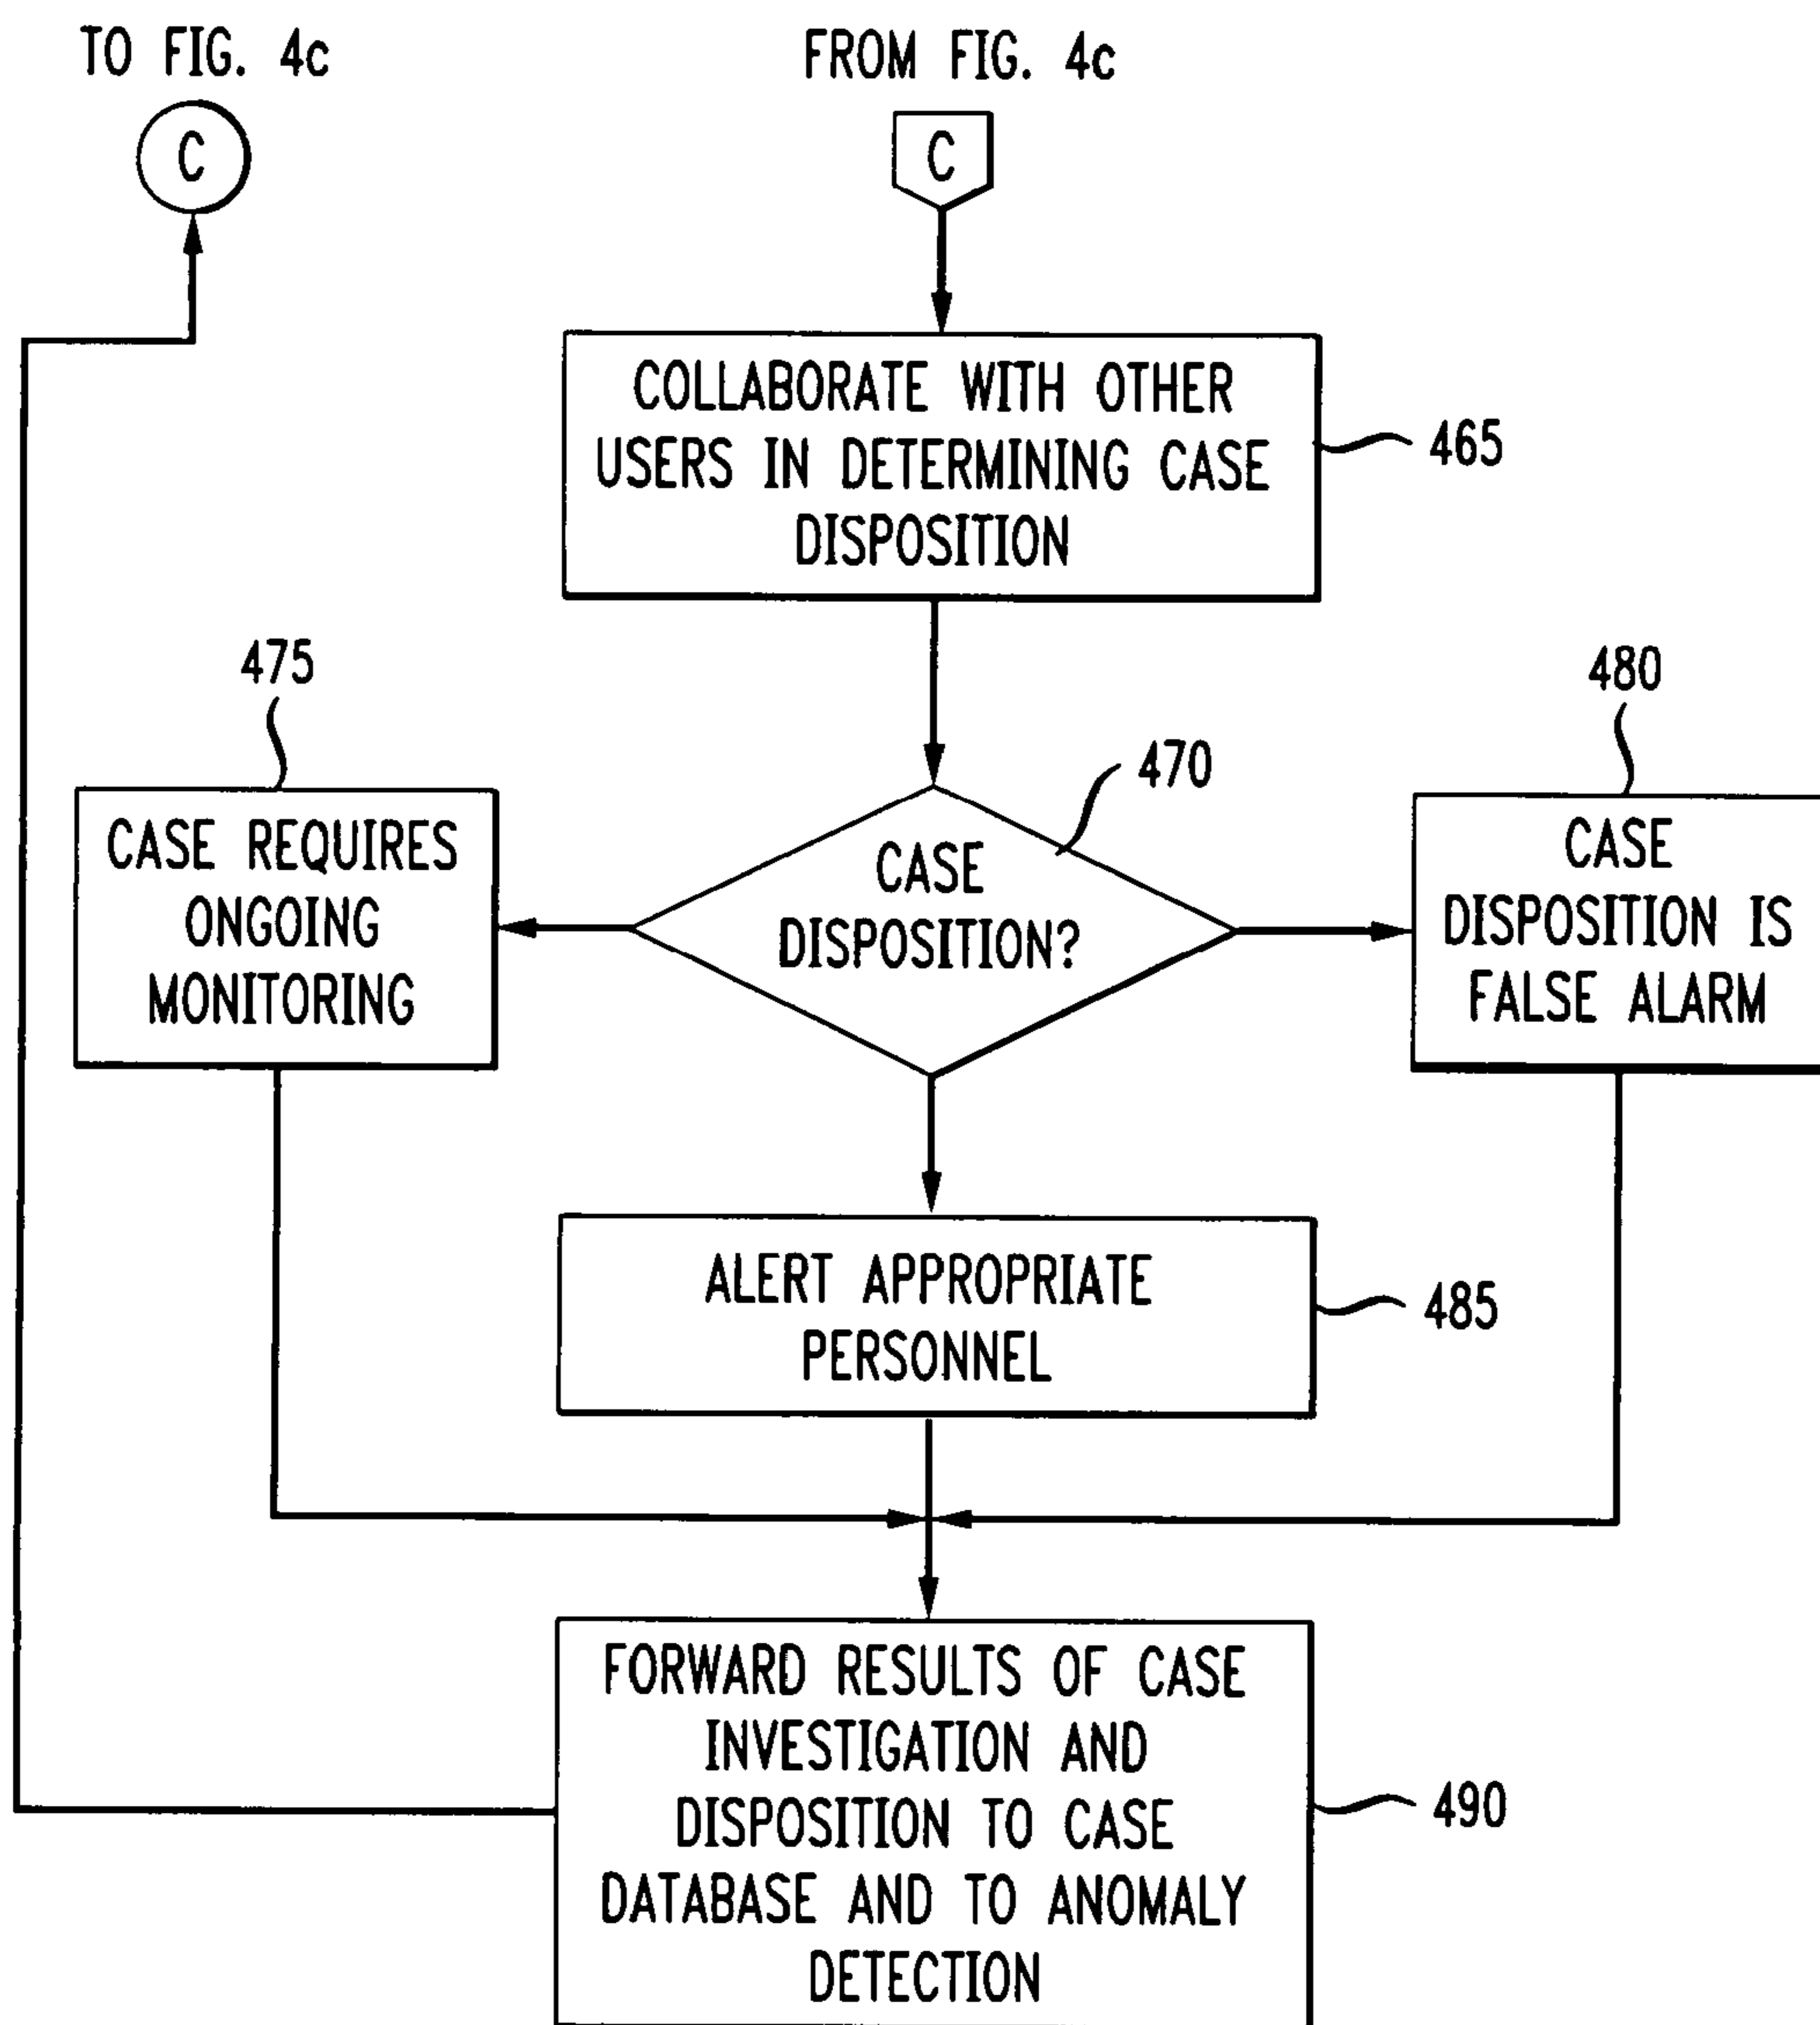 TO FIG. 4c
FROM FIG. 4c
C
C
COLLABORATE WITH OTHER
USERS IN DETERMINING CASE
DISPOSITION
465
475
480
470
CASE REQUIRES
ONGOING
MONITORING
CASE
DISPOSITION?
CASE
DISPOSITION IS
FALSE ALARM
ALERT APPROPRIATE
PERSONNEL
485
FORWARD RESULTS OF CASE
INVESTIGATION AND
DISPOSITION TO CASE
DATABASE AND TO ANOMALY
DETECTION
490